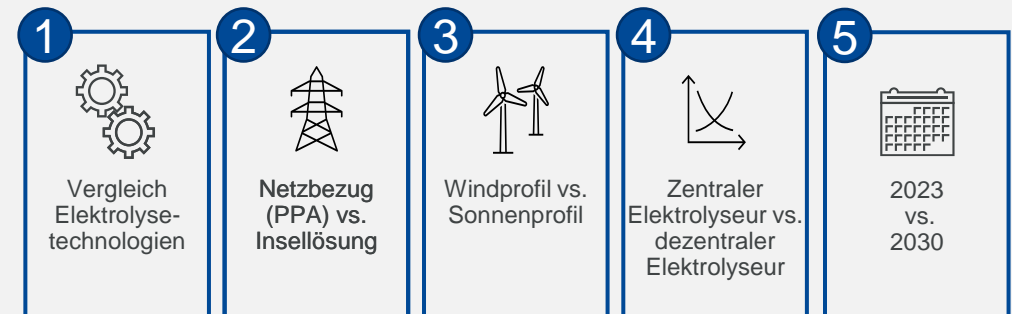 1
Vergleich
Elektrolyse-
technologien
2
Netzbezug
(PPA) vs.
Insellösung
3
Windprofil vs.
Sonnenprofil
4
Zentraler
Elektrolyseur vs.
dezentraler
Elektrolyseur
5
2023
vs.
2030